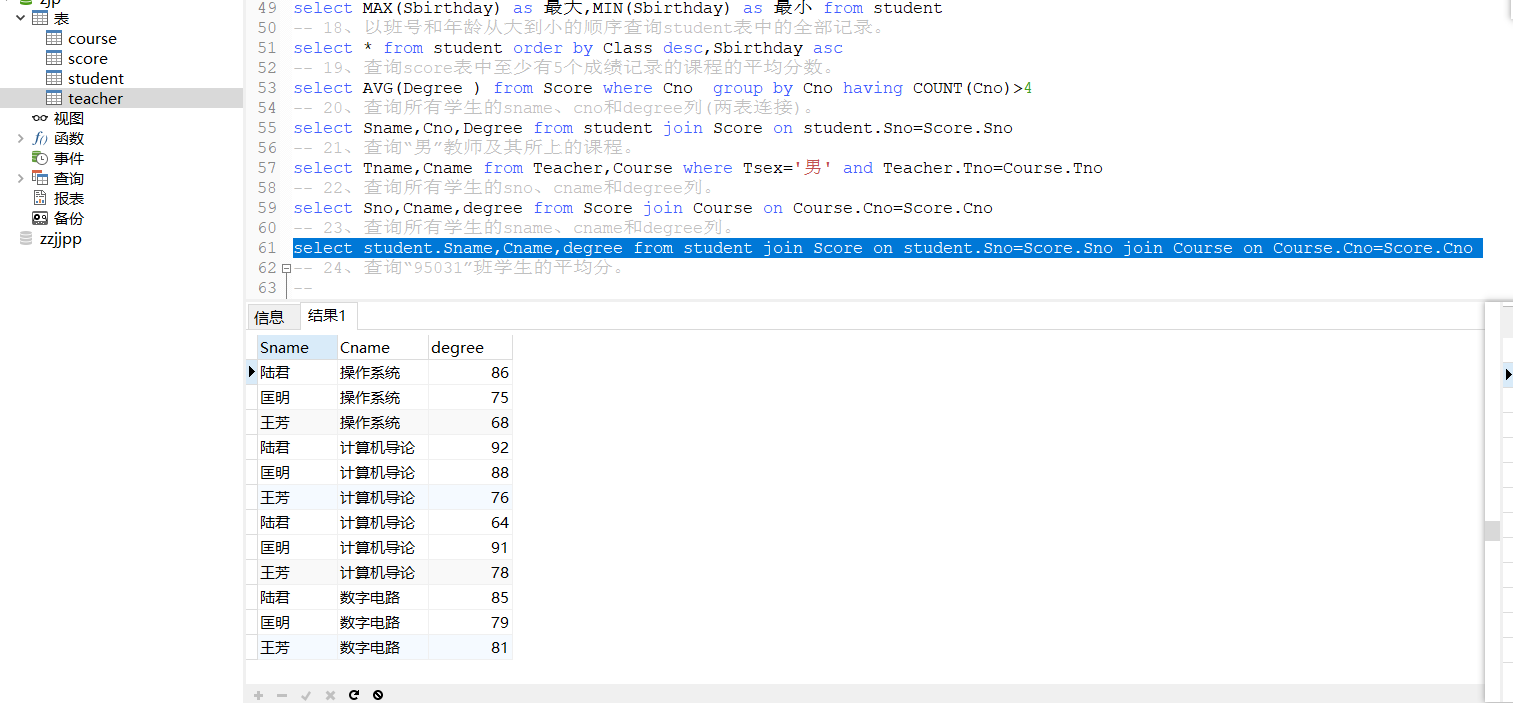 zjp
表
course
score
student
teacher
视图
f() 函数
事件
查询
报表
备份
zzjjpp
49 select MAX(Sbirthday) as 最大,MIN(Sbirthday) as 最小 from student
50 -- 18、以班号和年龄从大到小的顺序查询student表中的全部记录。
51 select * from student order by Class desc,Sbirthday asc
52 -- 19、查询score表中至少有5个成绩记录的课程的平均分数。
53 select AVG(Degree ) from Score where Cno  group by Cno having COUNT(Cno)>4
54 -- 20、查询所有学生的sname、cno和degree列(两表连接)。
55 select Sname,Cno,Degree from student join Score on student.Sno=Score.Sno
56 -- 21、查询“男”教师及其所上的课程。
57 select Tname,Cname from Teacher,Course where Tsex='男' and Teacher.Tno=Course.Tno
58 -- 22、查询所有学生的sno、cname和degree列。
59 select Sno,Cname,degree from Score join Course on Course.Cno=Score.Cno
60 -- 23、查询所有学生的sname、cname和degree列。
61 select student.Sname,Cname,degree from student join Score on student.Sno=Score.Sno join Course on Course.Cno=Score.Cno
62 -- 24、查询“95031”班学生的平均分。
63 --
信息 结果1
Sname Cname degree
陆君 操作系统 86
匡明 操作系统 75
王芳 操作系统 68
陆君 计算机导论 92
匡明 计算机导论 88
王芳 计算机导论 76
陆君 计算机导论 64
匡明 计算机导论 91
王芳 计算机导论 78
陆君 数字电路 85
匡明 数字电路 79
王芳 数字电路 81